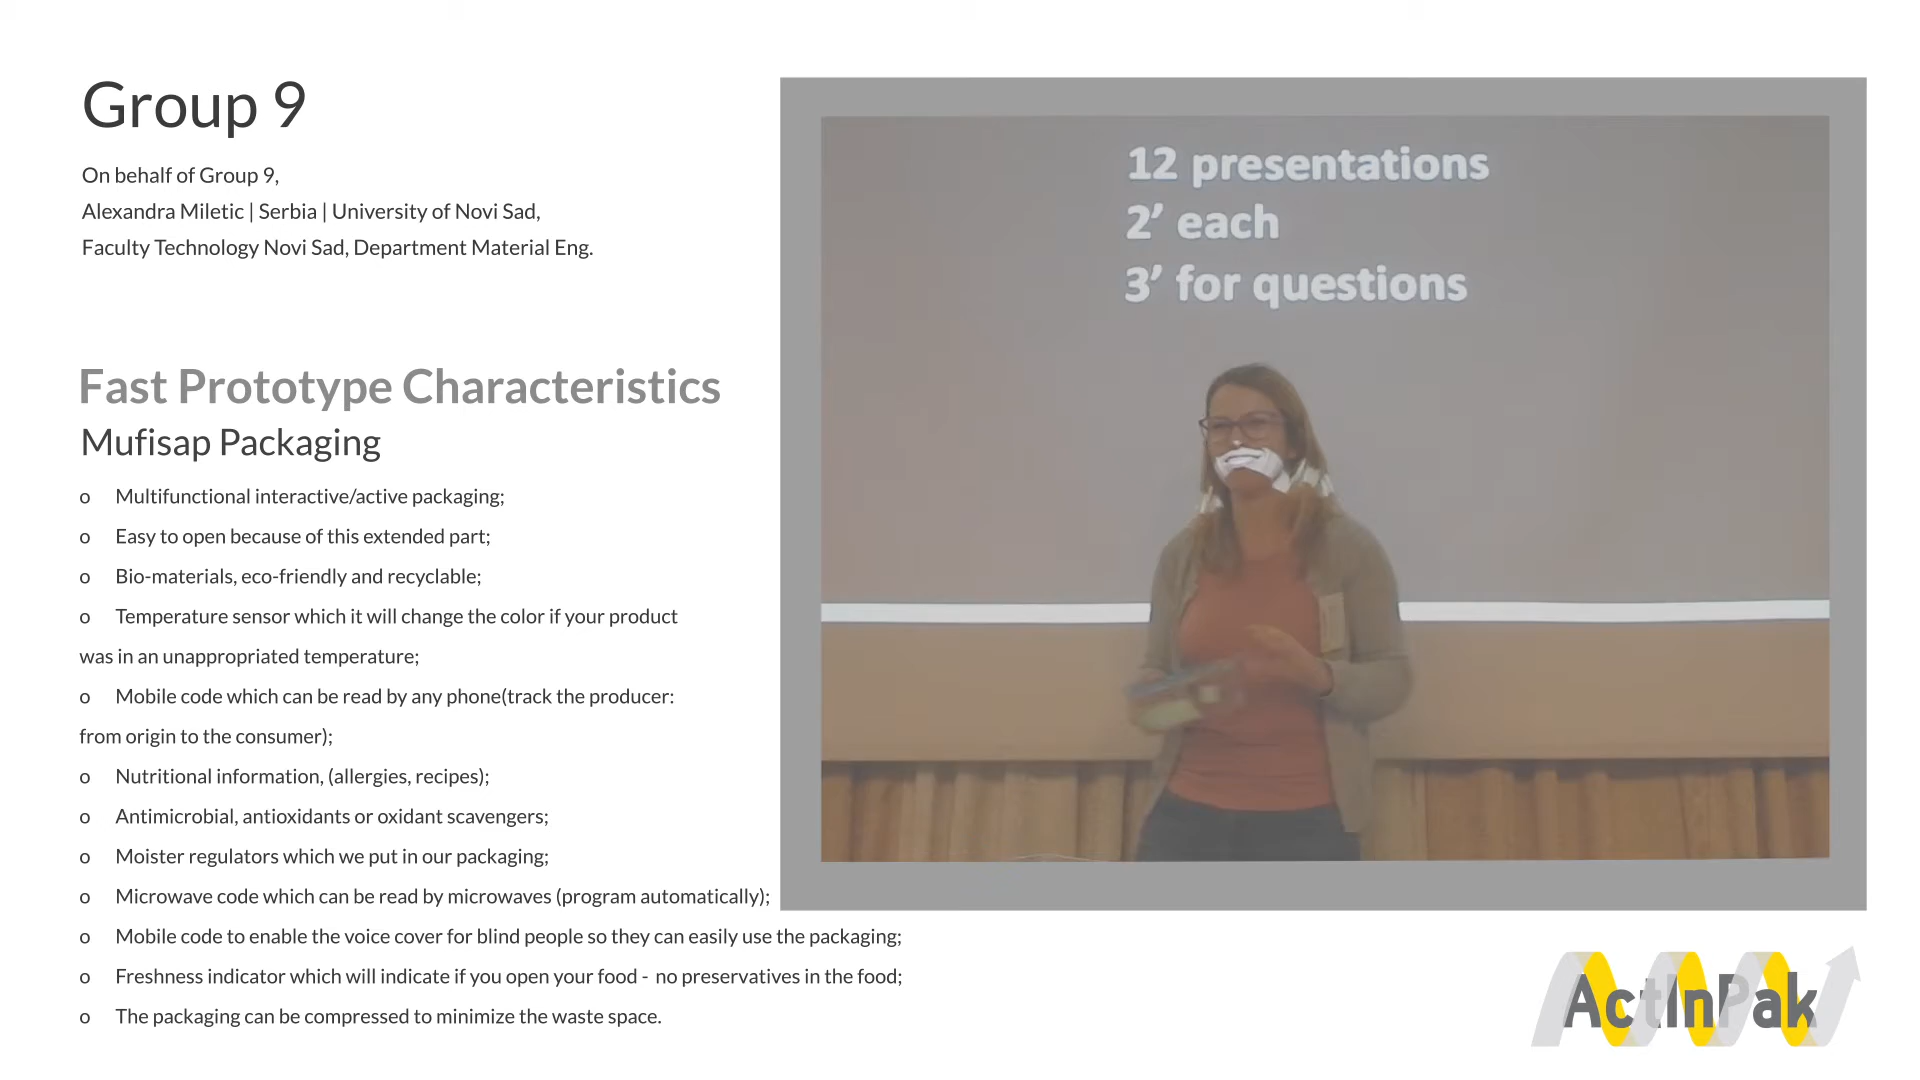 Group 9
On behalf of Group 9,
Alexandra Miletic | Serbia | University of Novi Sad,
Faculty Technology Novi Sad, Department Material Eng.
Fast Prototype Characteristics
Mufisap Packaging
o Multifunctional interactive/active packaging;
o Easy to open because of this extended part;
o Bio-materials, eco-friendly and recyclable;
o Temperature sensor which it will change the color if your product
was in an unappropriated temperature;
o Mobile code which can be read by any phone(track the producer:
from origin to the consumer);
o Nutritional information, (allergies, recipes);
o Antimicrobial, antioxidants or oxidant scavengers;
o Moister regulators which we put in our packaging;
o Microwave code which can be read by microwaves (program automatically);
o Mobile code to enable the voice cover for blind people so they can easily use the packaging;
o Freshness indicator which will indicate if you open your food - no preservatives in the food;
o The packaging can be compressed to minimize the waste space.
12 presentations
2’ each
3’ for questions
ActInPak